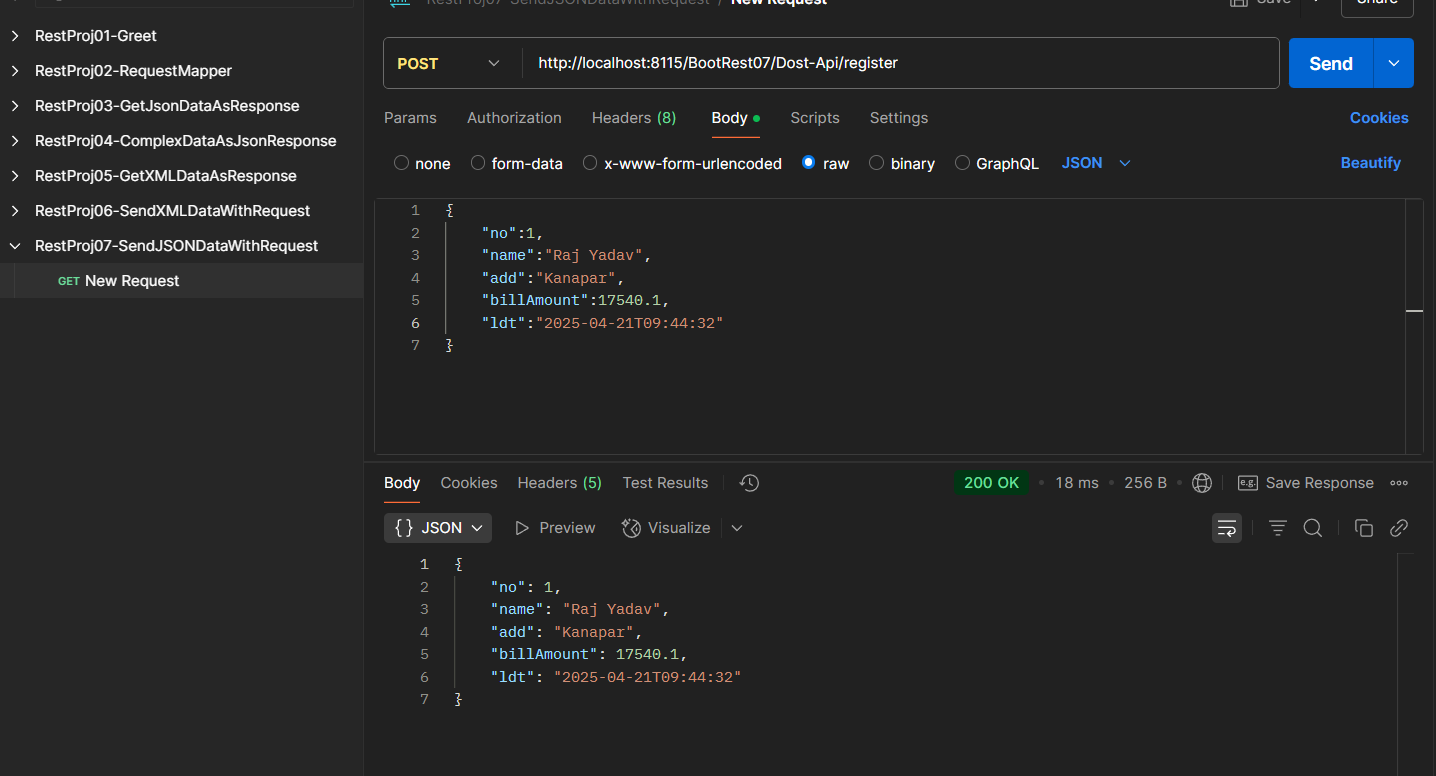 RestProj07-SendJSONDataWithRequest / New Request
Save
Share
RestProj01-Greet
RestProj02-RequestMapper
RestProj03-GetJsonDataAsResponse
RestProj04-ComplexDataAsJsonResponse
RestProj05-GetXMLDataAsResponse
RestProj06-SendXMLDataWithRequest
RestProj07-SendJSONDataWithRequest
GET New Request
POST http://localhost:8115/BootRest07/Dost-Api/register Send
Params Authorization Headers (8) Body Scripts Settings Cookies
none form-data x-www-form-urlencoded raw binary GraphQL JSON Beautify
1 {
2 "no":1,
3 "name":"Raj Yadav",
4 "add":"Kanapar",
5 "billAmount":17540.1,
6 "ldt":"2025-04-21T09:44:32"
7 }
Body Cookies Headers (5) Test Results 200 OK • 18 ms • 256 B • e.g. Save Response
{} JSON Preview Visualize
1 {
2 "no": 1,
3 "name": "Raj Yadav",
4 "add": "Kanapar",
5 "billAmount": 17540.1,
6 "ldt": "2025-04-21T09:44:32"
7 }